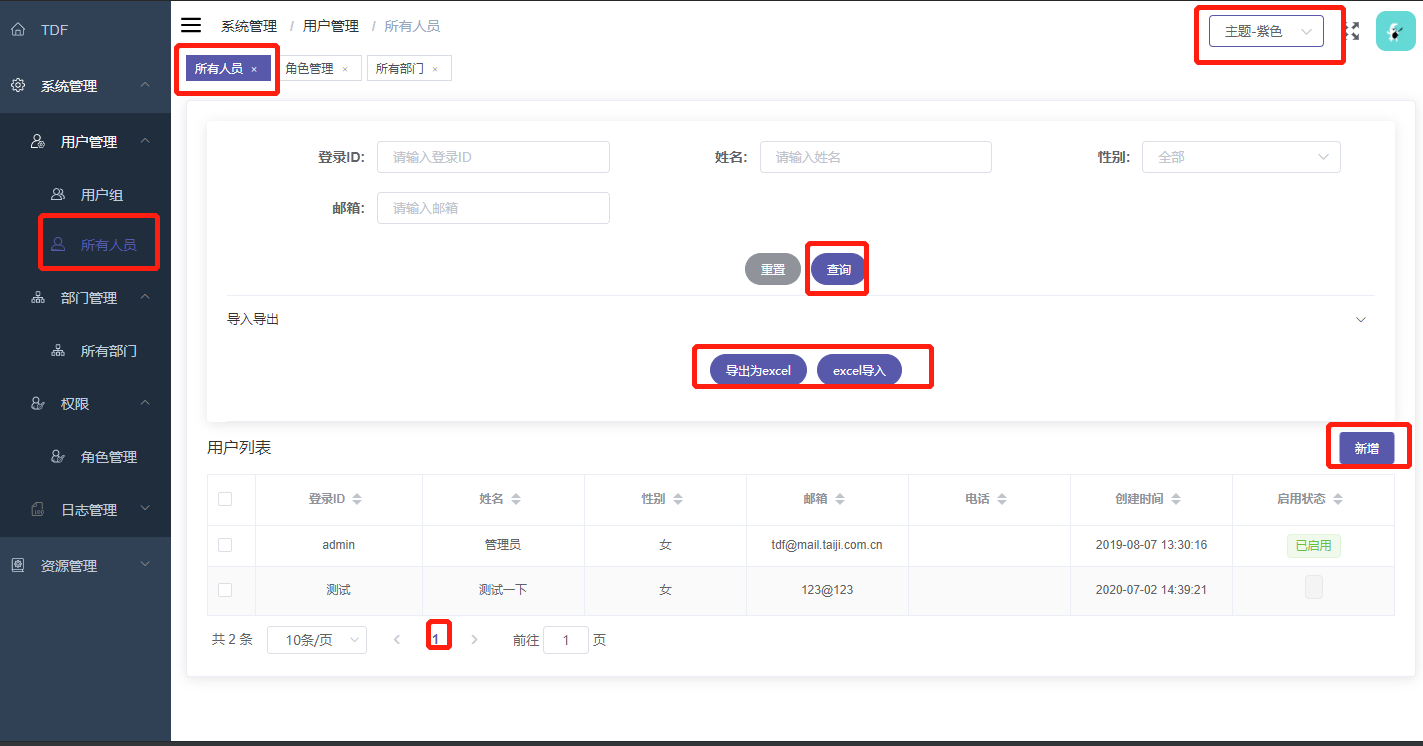 TDF
系统管理
用户管理
用户组
所有人员
部门管理
所有部门
权限
角色管理
日志管理
资源管理
系统管理 / 用户管理 / 所有人员
主题-紫色
所有人员 × 角色管理 × 所有部门 ×
登录ID: 请输入登录ID 姓名: 请输入姓名 性别: 全部
邮箱: 请输入邮箱
重置 查询
导入导出
导出为excel excel导入
用户列表 新增
登录ID 姓名 性别 邮箱 电话 创建时间 启用状态
admin 管理员 女 tdf@mail.taiji.com.cn 2019-08-07 13:30:16 已启用
测试 测试一下 女 123@123 2020-07-02 14:39:21
共 2 条 10条/页 1 前往 1 页